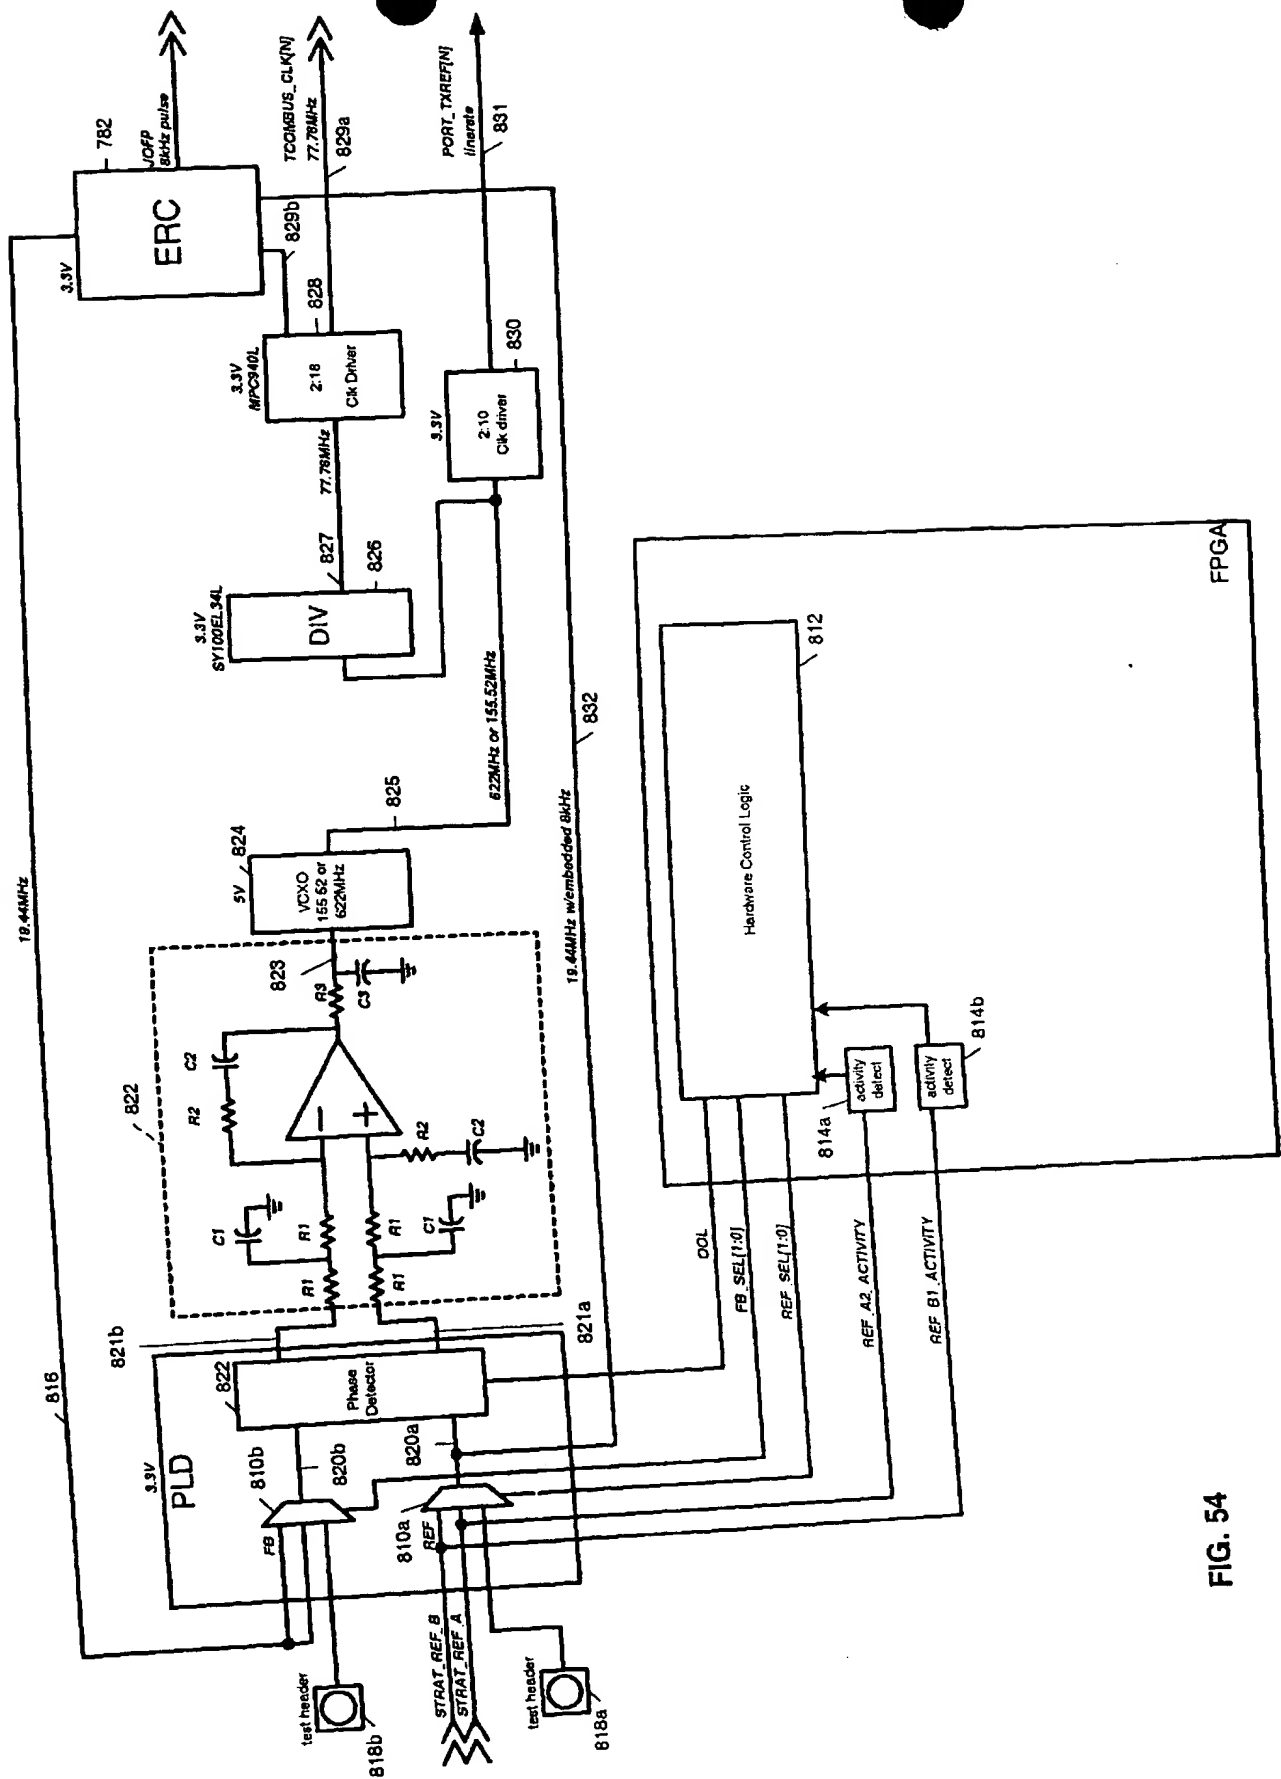 19.44MHz
816
782
3.3V
ERC
JOFP
8kHz pulse
829b
TCOMBUS_CLK[N]
77.76MHz
829a
3.3V
MPC940L
828
2:18
Clk Driver
77.76MHz
PORT_TXREF[N]
linerate
831
3.3V
830
2:10
Clk driver
3.3V
SY100EL34L
827
826
DIV
622MHz or 155.52MHz
825
824
5V
VCXO
155.52 or
622MHz
823
822
C2
R2
R3
C3
R2
C2
C1
R1
R1
R1
C1
R1
821b
821a
19.44MHz w/embedded 8kHz
832
3.3V
PLD
822
Phase
Detector
810b
820b
820a
FB
810a
REF
test header
818b
STRAT_REF_B
STRAT_REF_A
test header
818a
OOL
FB_SEL[1:0]
REF_SEL[1:0]
REF_A2_ACTIVITY
REF_B1_ACTIVITY
812
Hardware Control Logic
814a
activity
detect
activity
detect
814b
FPGA
FIG. 54